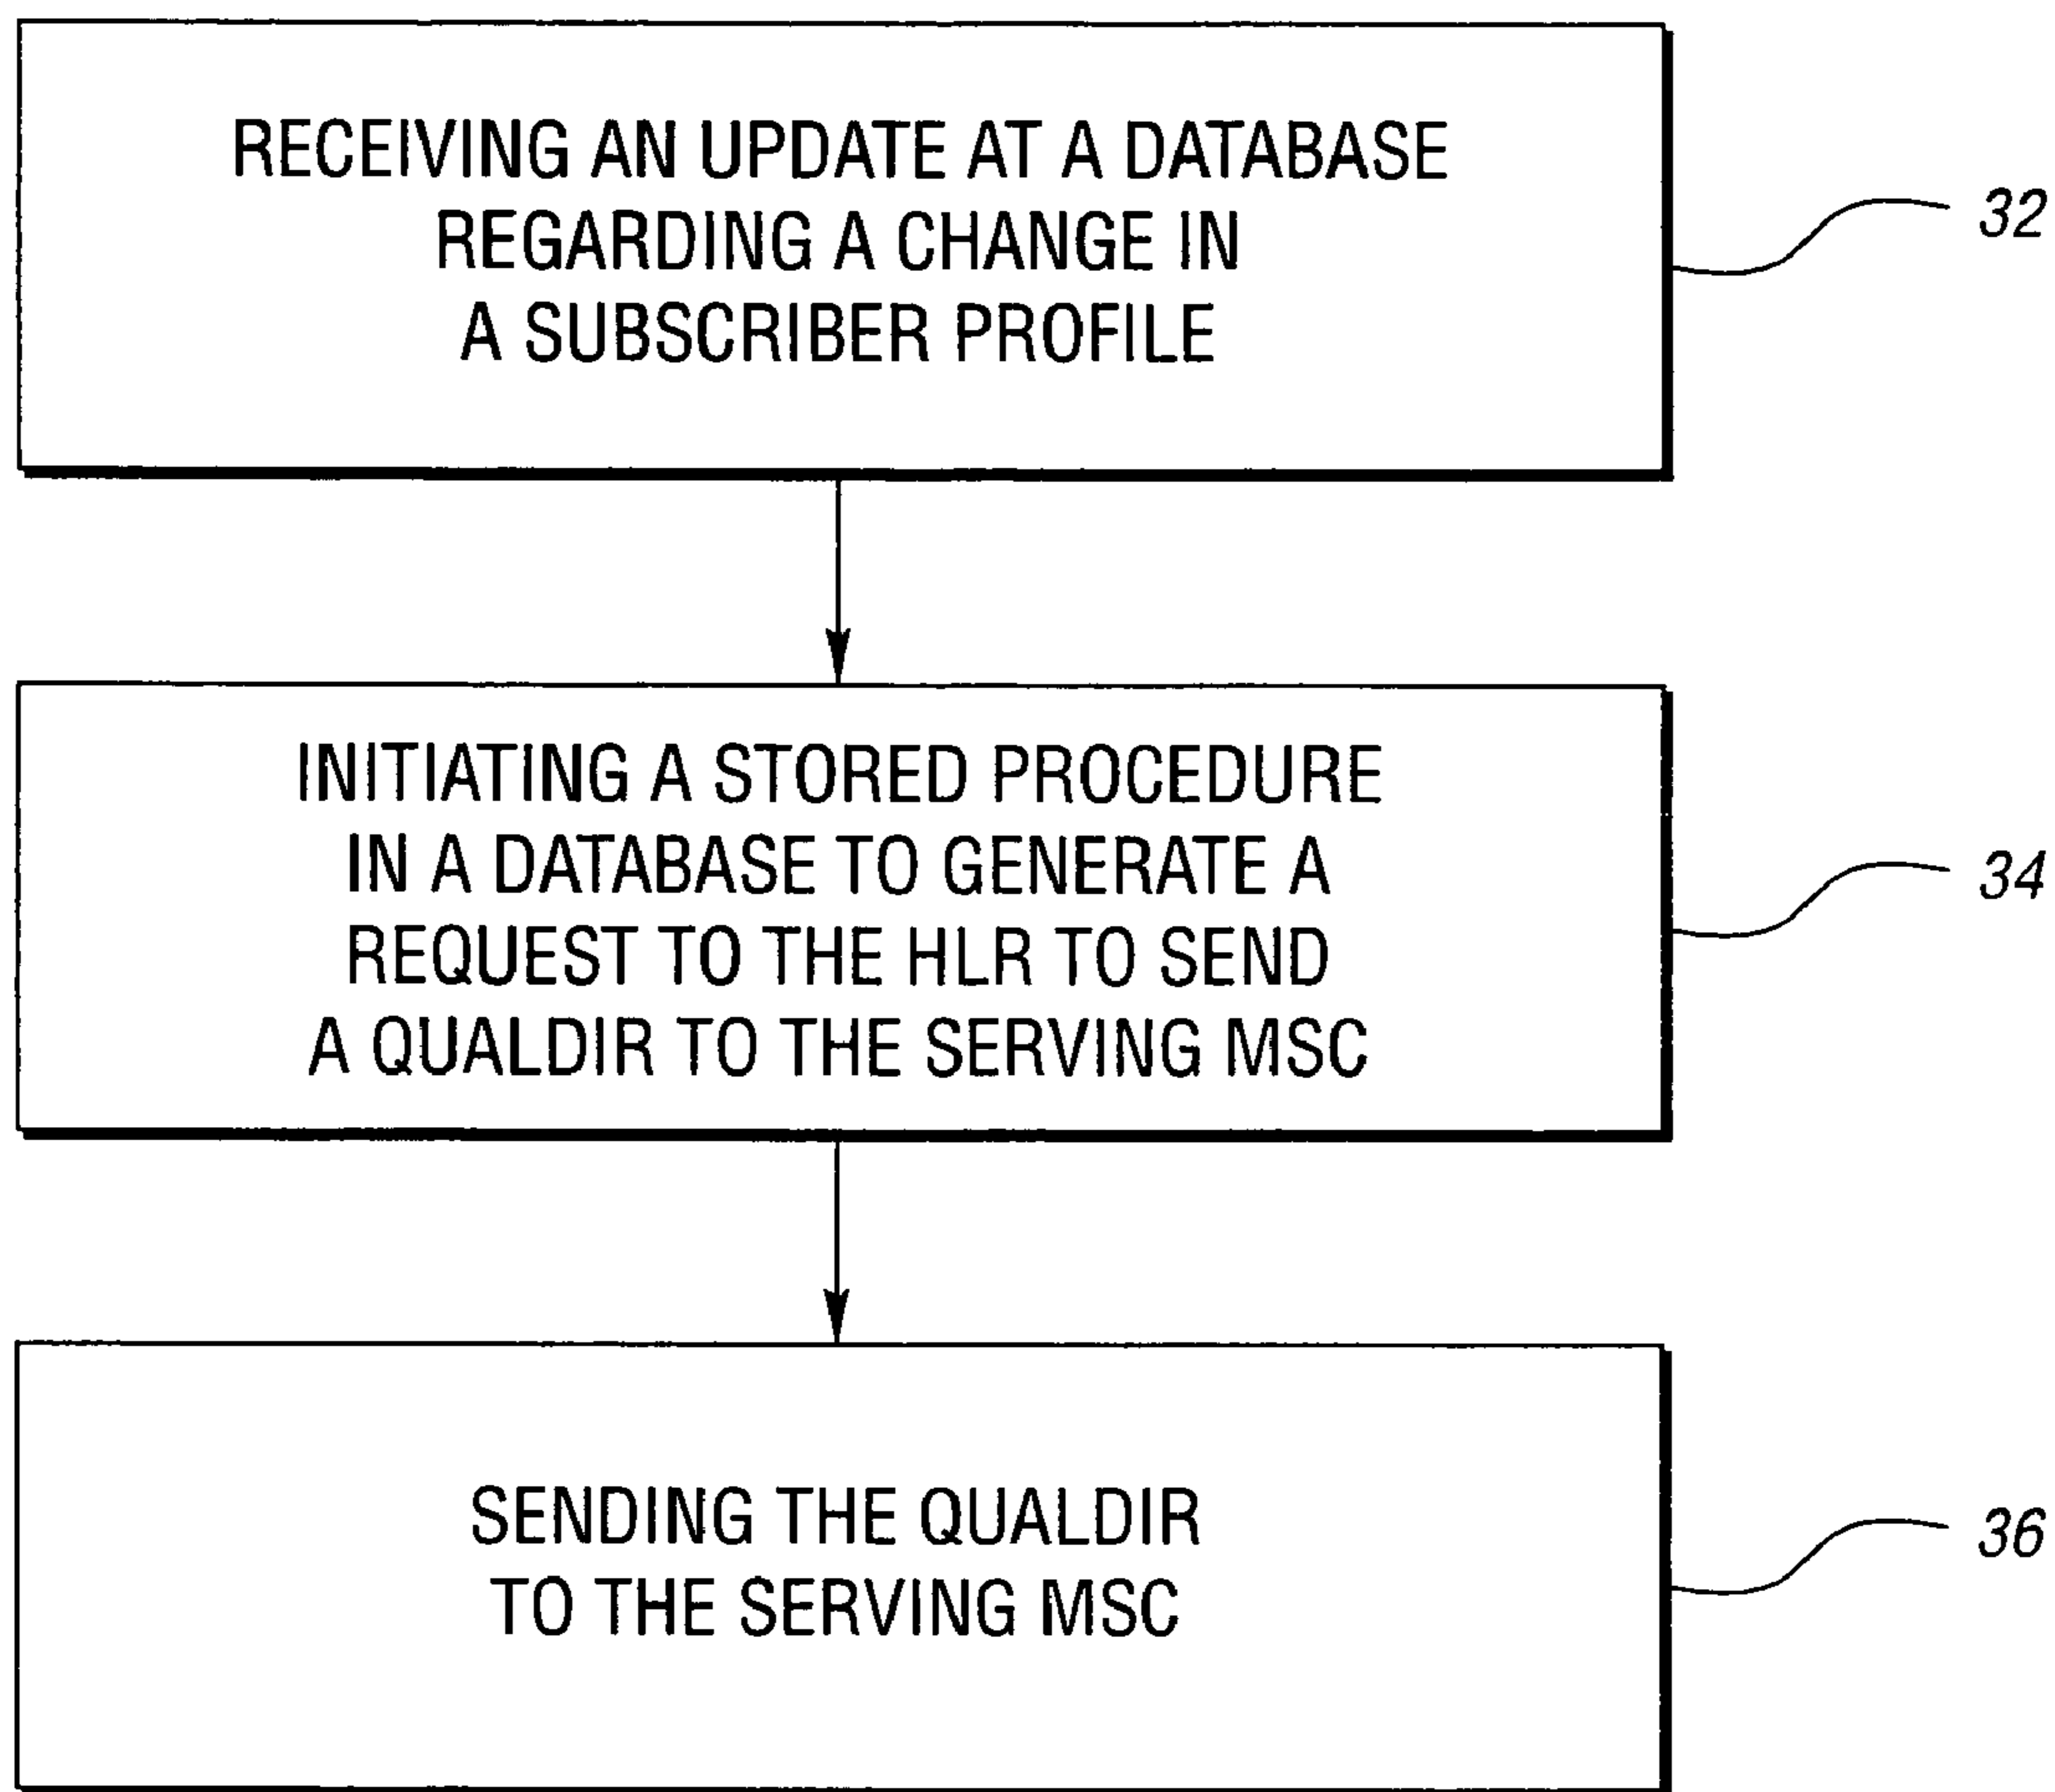 RECEIVING AN UPDATE AT A DATABASE
REGARDING A CHANGE IN
A SUBSCRIBER PROFILE
32
INITIATING A STORED PROCEDURE
IN A DATABASE TO GENERATE A
REQUEST TO THE HLR TO SEND
A QUALDIR TO THE SERVING MSC
34
SENDING THE QUALDIR
TO THE SERVING MSC
36